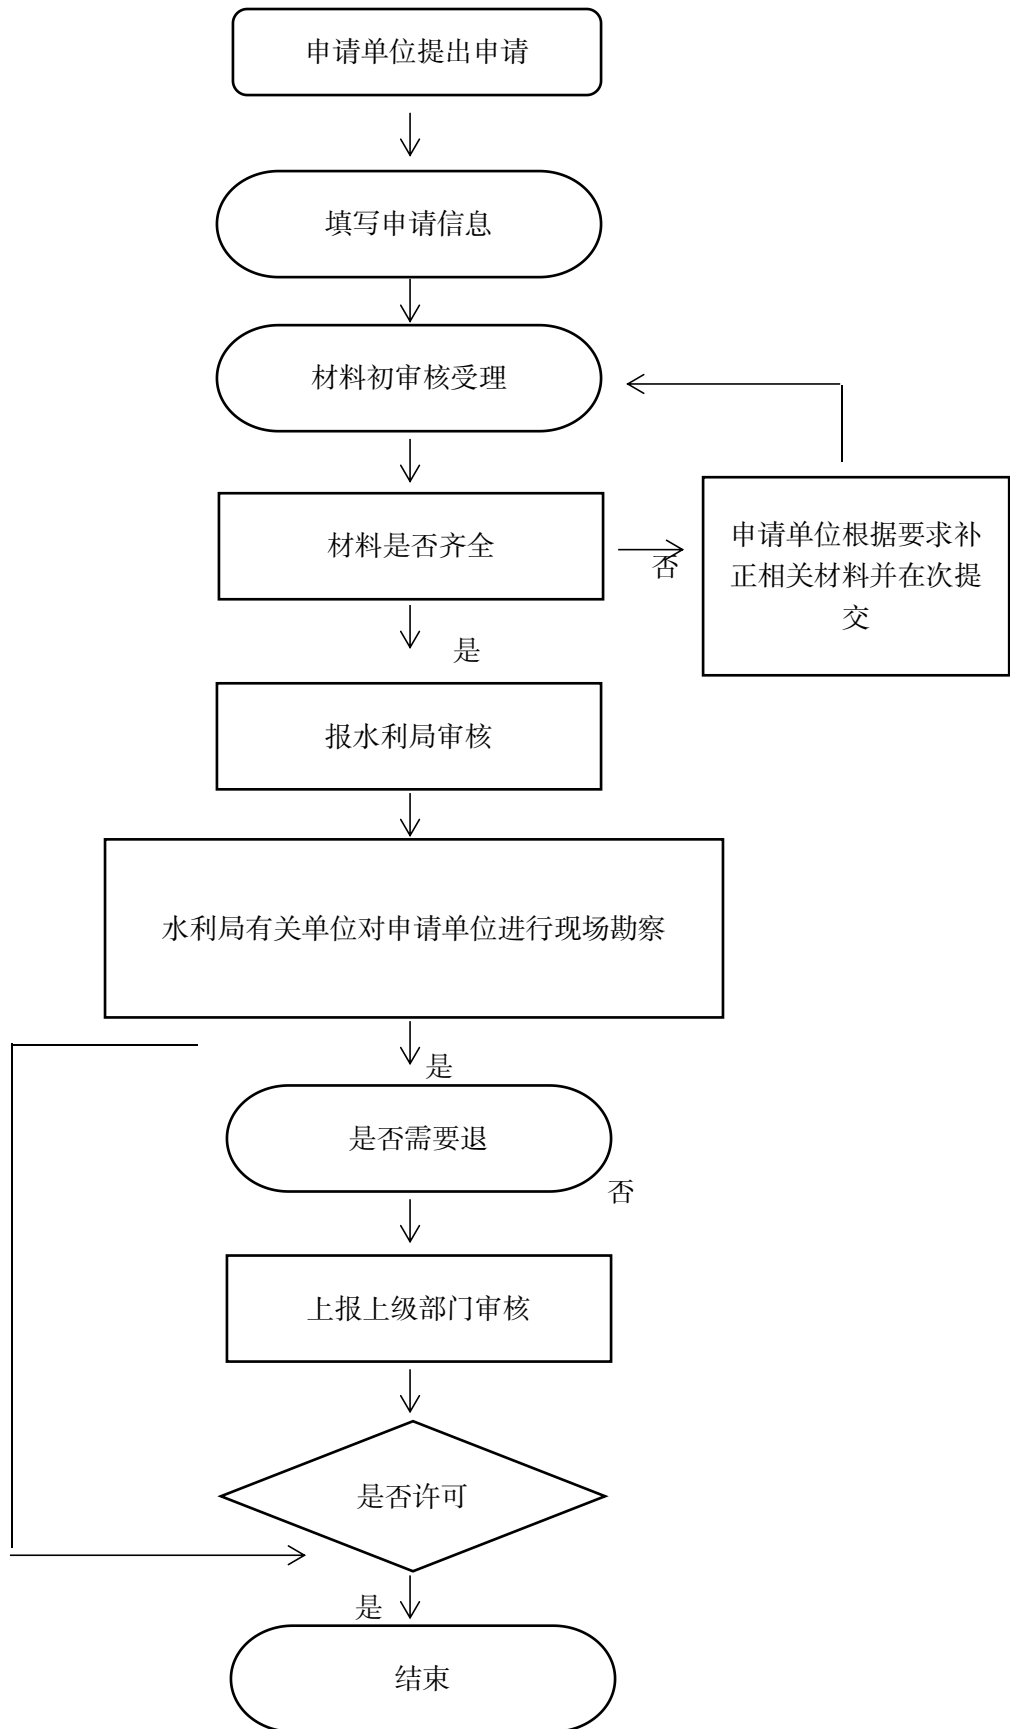 申请单位提出申请
填写申请信息
材料初审核受理
材料是否齐全
否
申请单位根据要求补
正相关材料并在次提
交
是
报水利局审核
水利局有关单位对申请单位进行现场勘察
是
是否需要退
否
上报上级部门审核
是否许可
是
结束